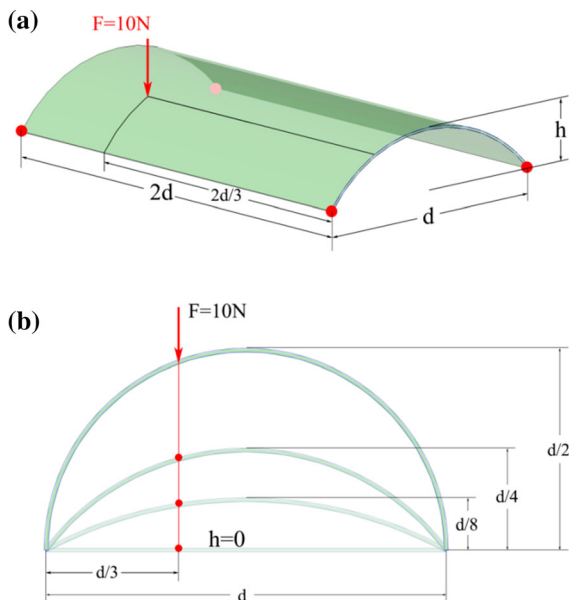 (a)
F=10N
h
2d
2d/3
d
(b)
F=10N
d/2
d/4
d/8
h=0
d/3
d